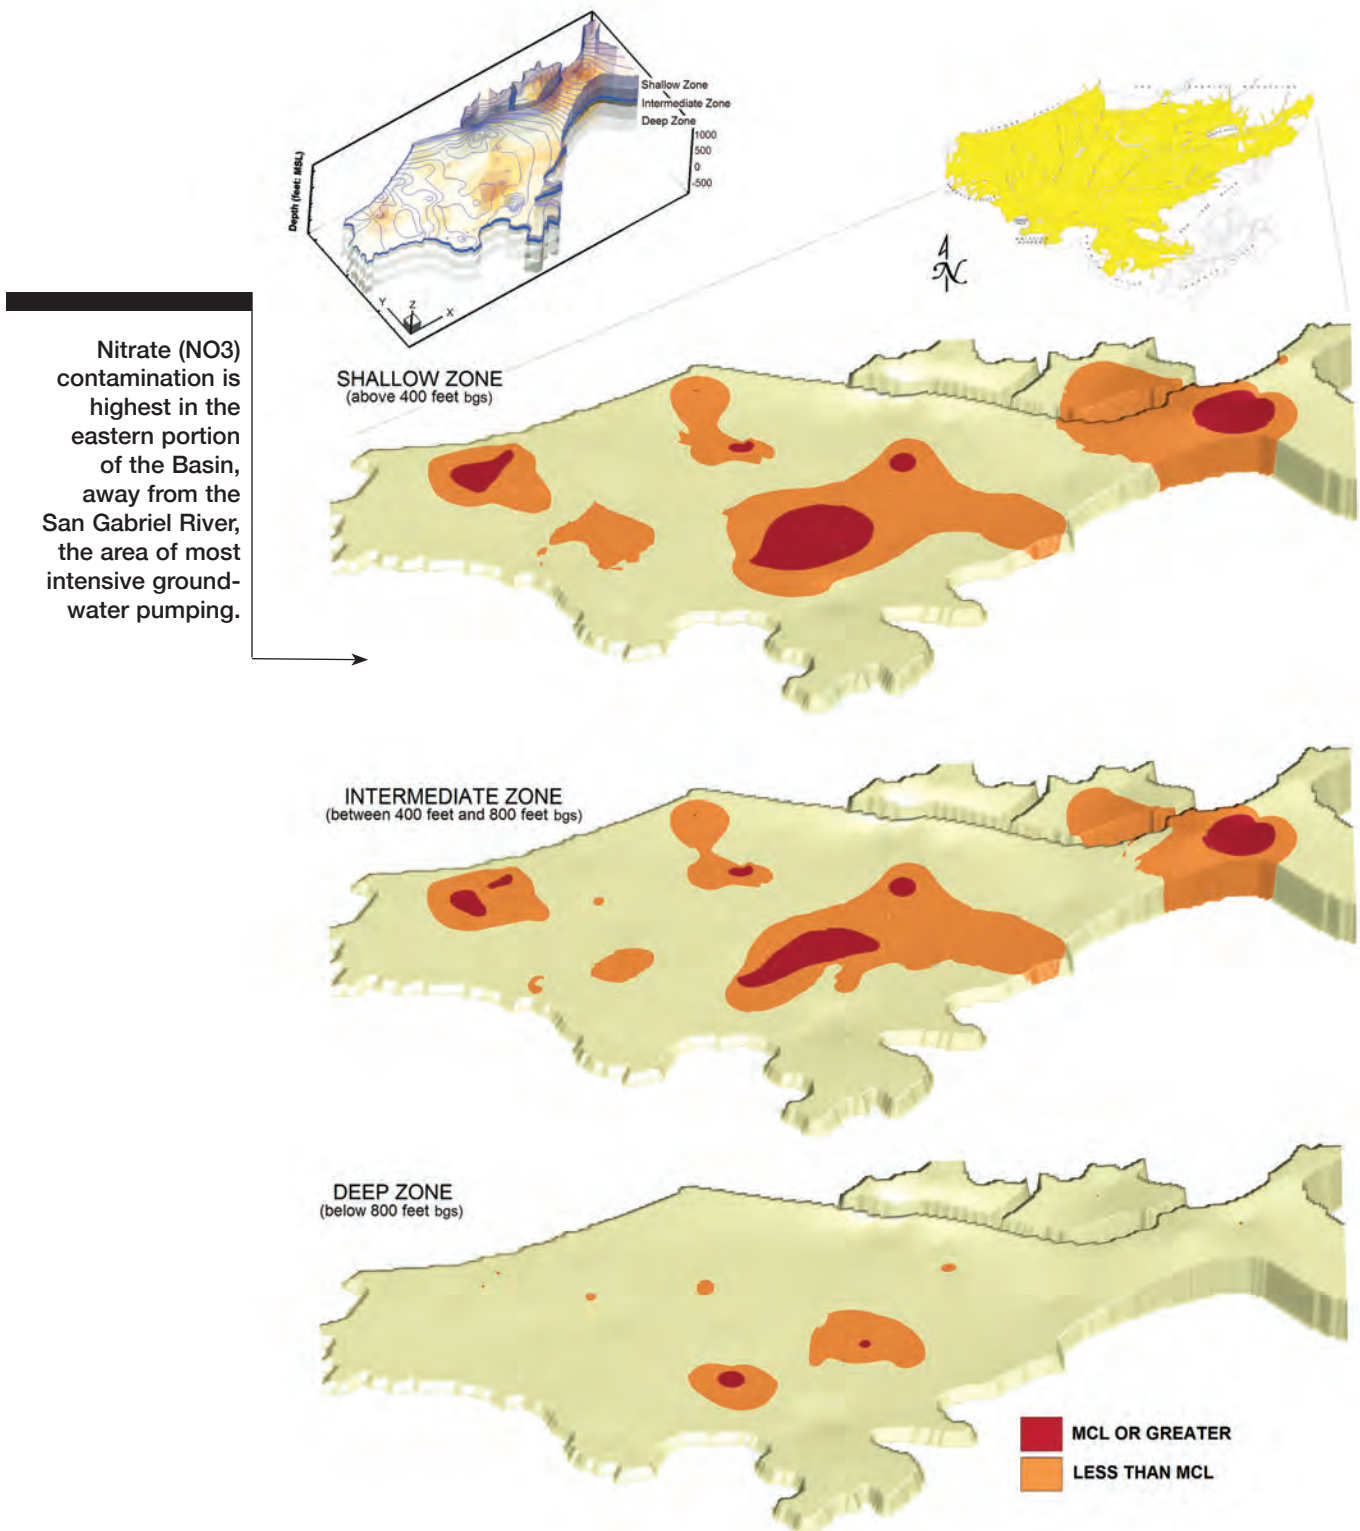 Shallow Zone
Intermediate Zone
Deep Zone
1000
500
0
-500
Depth (feet: MSL)
Y
Z
X
N
Nitrate (NO3)
contamination is
highest in the
eastern portion
of the Basin,
away from the
San Gabriel River,
the area of most
intensive ground-
water pumping.
SHALLOW ZONE
(above 400 feet bgs)
INTERMEDIATE ZONE
(between 400 feet and 800 feet bgs)
DEEP ZONE
(below 800 feet bgs)
MCL OR GREATER
LESS THAN MCL